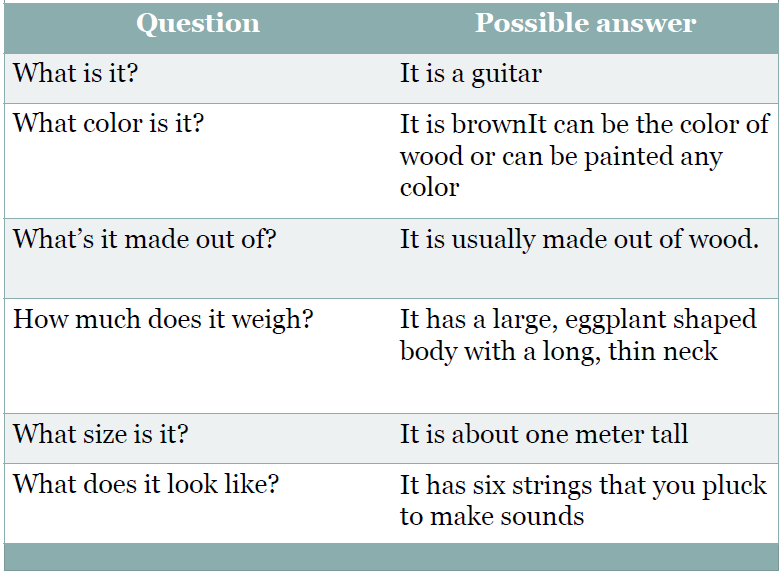 Question Possible answer
What is it? It is a guitar
What color is it? It is brownIt can be the color of
wood or can be painted any
color
What’s it made out of? It is usually made out of wood.
How much does it weigh? It has a large, eggplant shaped
body with a long, thin neck
What size is it? It is about one meter tall
What does it look like? It has six strings that you pluck
to make sounds